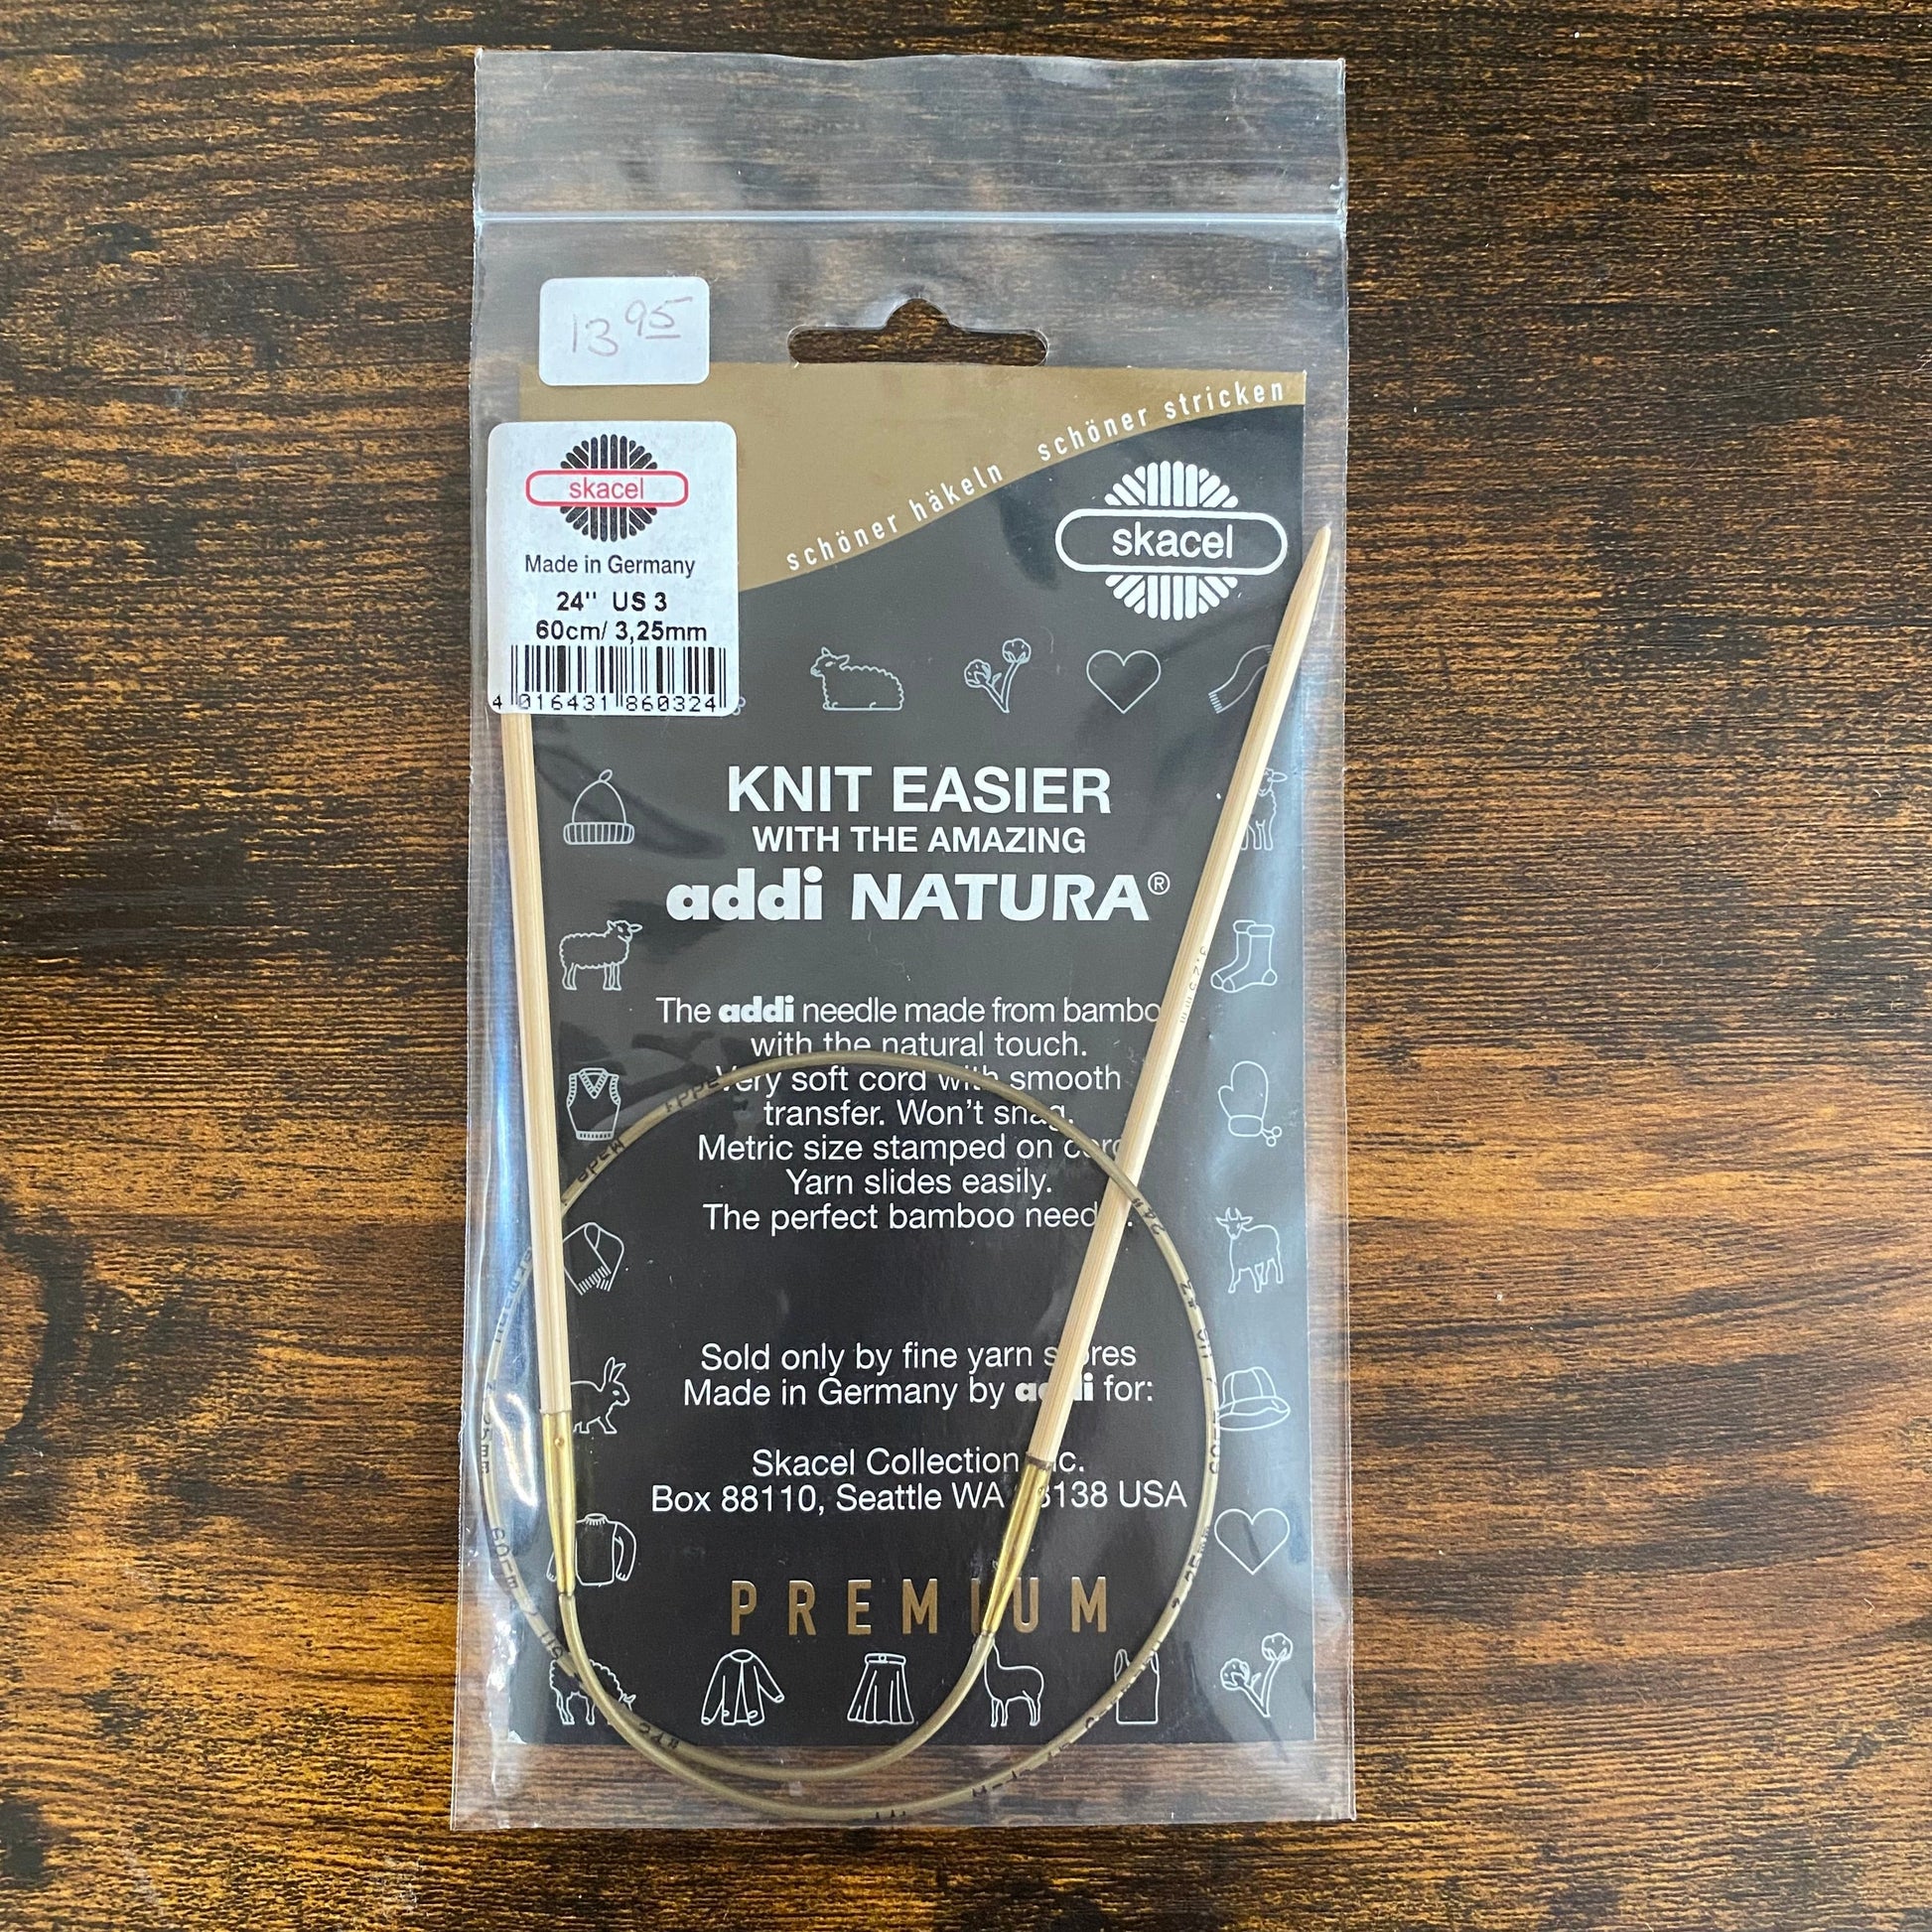 13 95
schöner häkeln schöner stricken
skacel
Made in Germany
24'' US 3
60cm/ 3,25mm
4 016431 860324
skacel
KNIT EASIER
WITH THE AMAZING
addi NATURA®
The addi needle made from bamboo
with the natural touch.
Very soft cord with smooth
transfer. Won't snag.
Metric size stamped on cord
Yarn slides easily.
The perfect bamboo
Sold only by fine yarn stores
Made in Germany by addi for:
Skacel Collection Inc.
Box 88110, Seattle WA 98138 USA
PREMIUM
3,25mm
24"